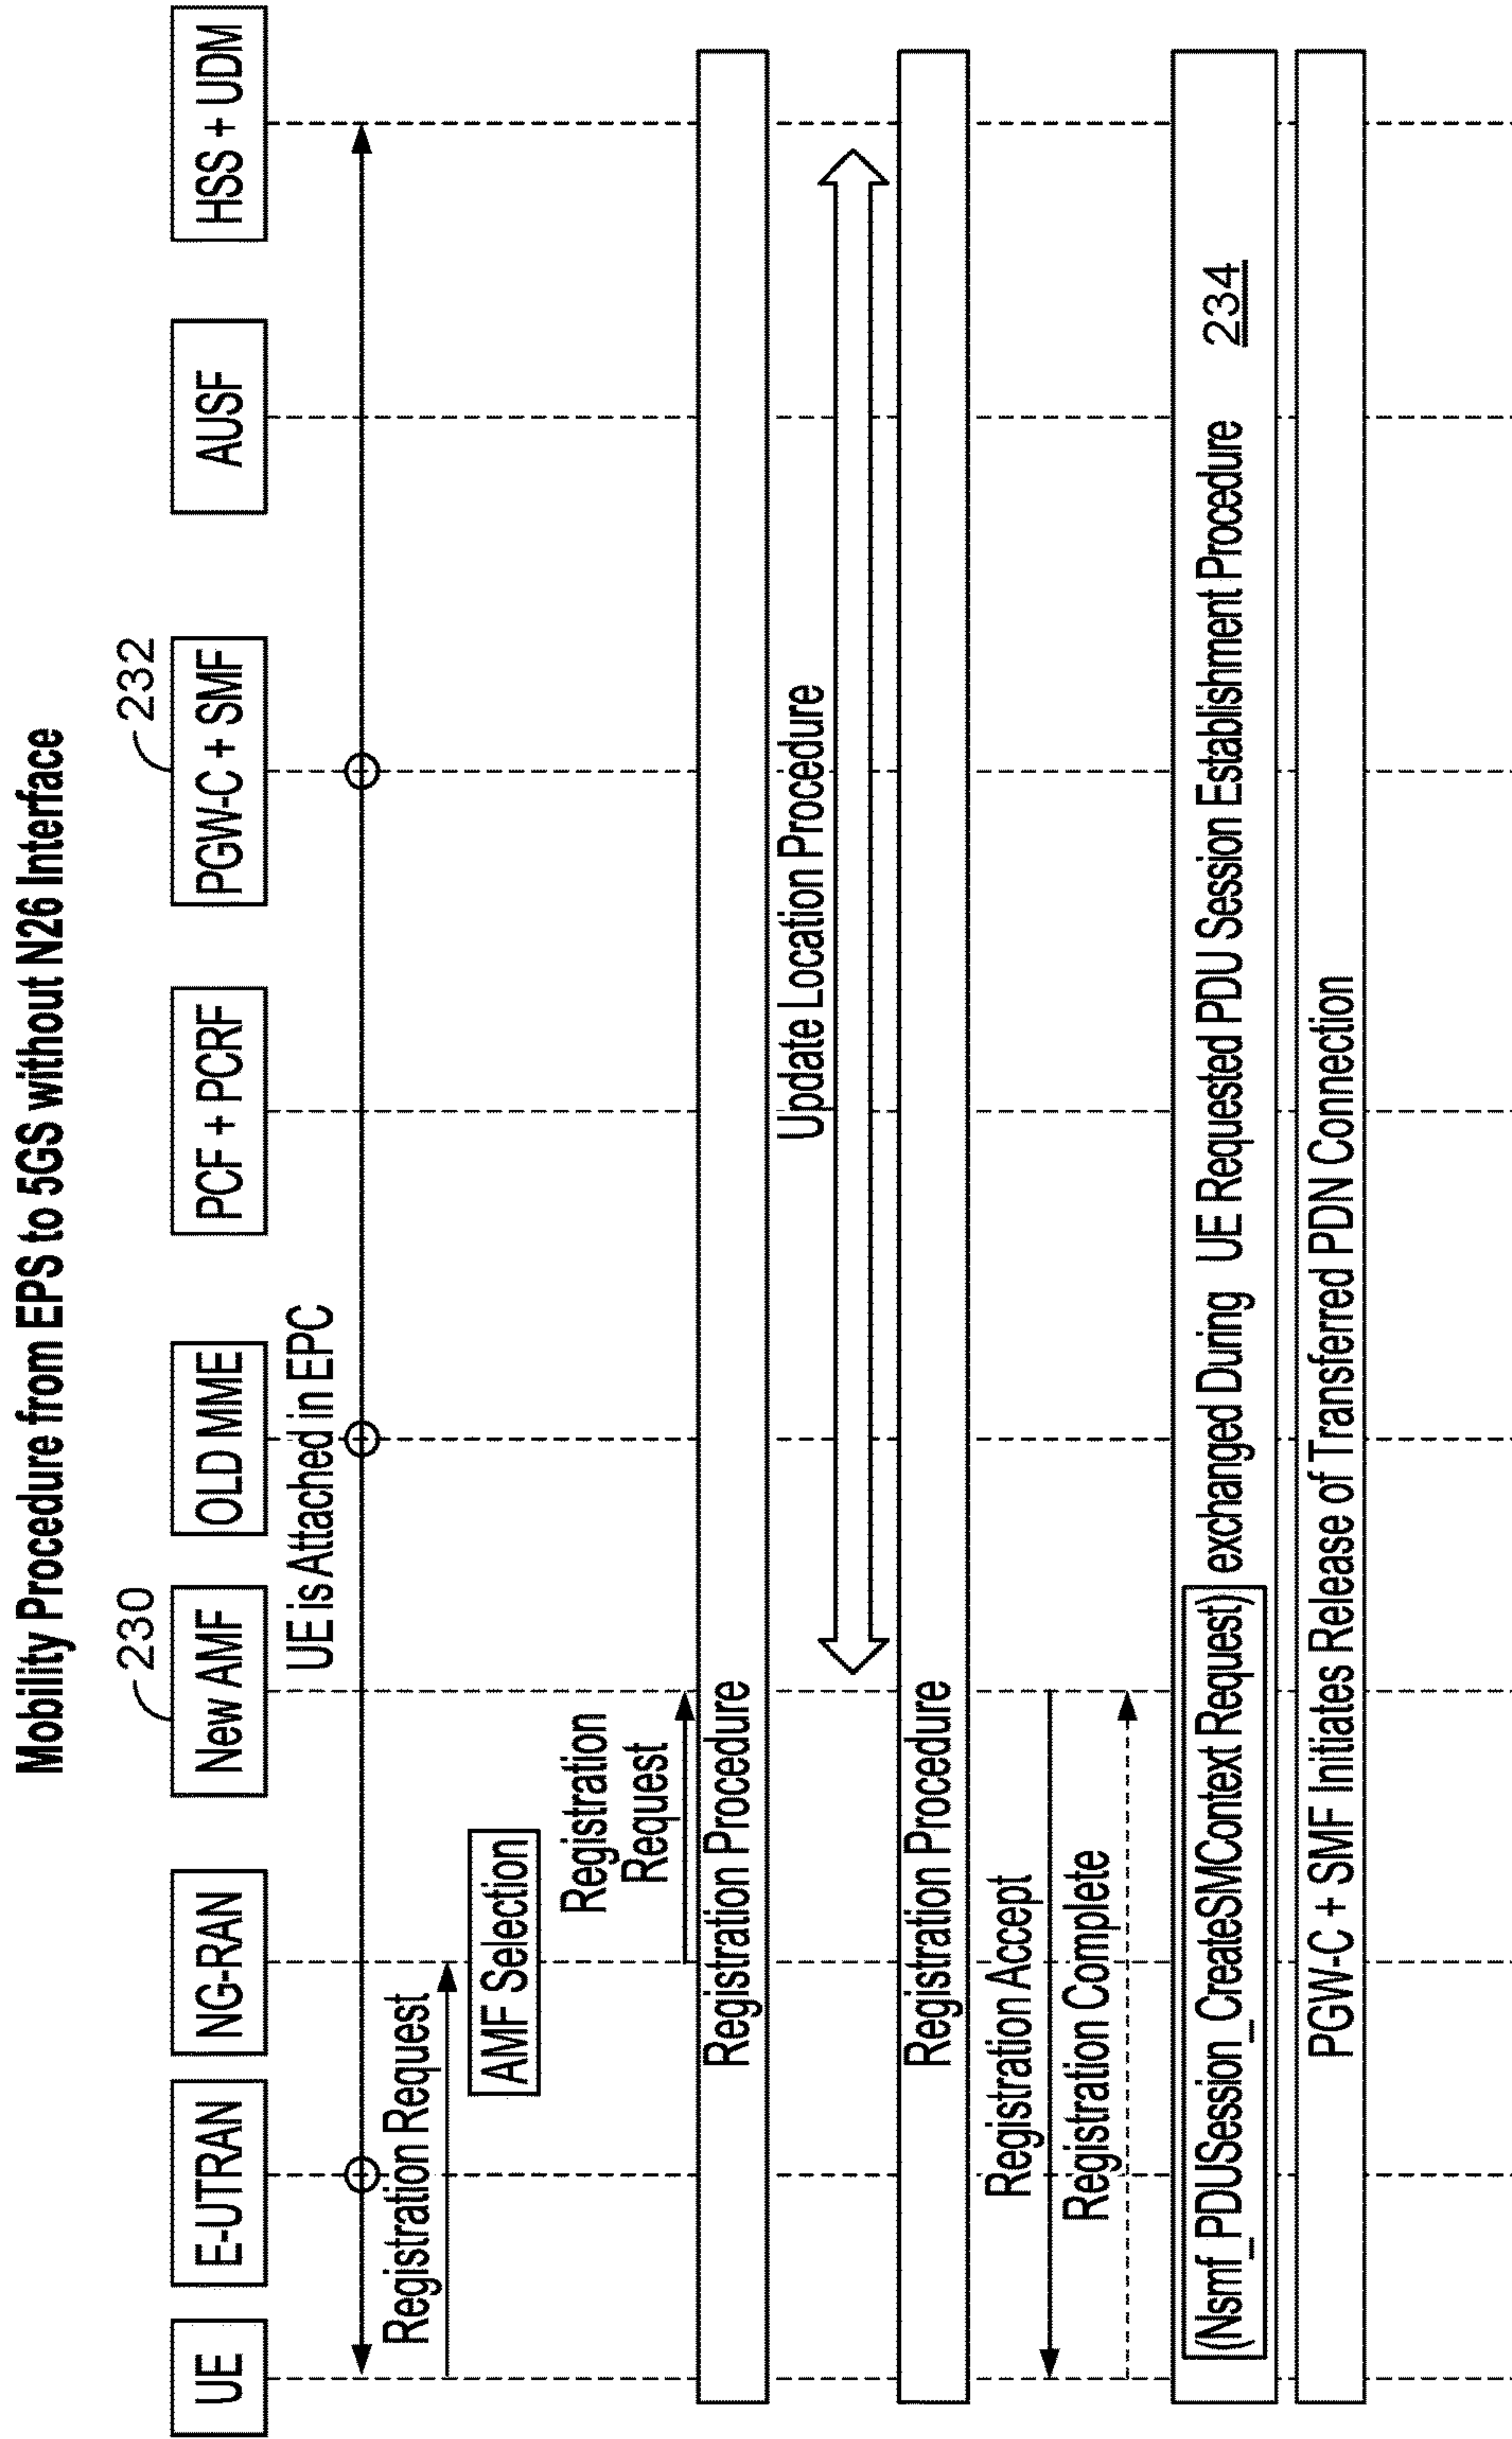 Mobility Procedure from EPS to 5GS without N26 Interface
230
232
UE
E-UTRAN
NG-RAN
New AMF
OLD MME
PCF + PCRF
PGW-C + SMF
AUSF
HSS + UDM
UE is Attached in EPC
Registration Request
AMF Selection
Registration
Request
Registration Procedure
Update Location Procedure
Registration Procedure
Registration Accept
Registration Complete
(Nsmf_PDUSession_CreateSMContext Request) exchanged During UE Requested PDU Session Establishment Procedure 234
PGW-C + SMF Initiates Release of Transferred PDN Connection